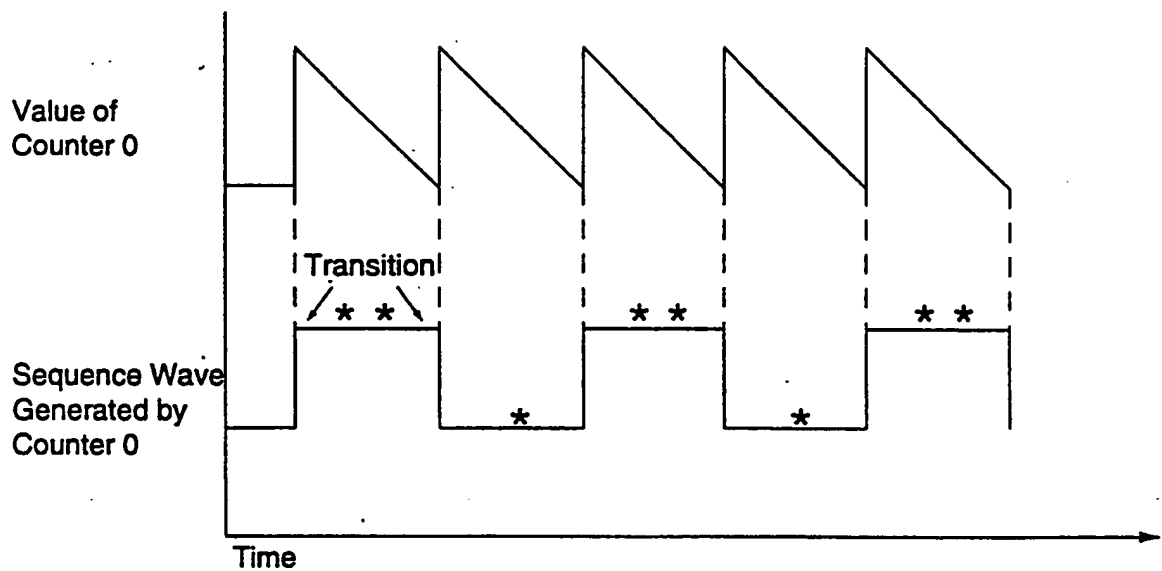 Value of
Counter 0
Transition
* *
* *
* *
Sequence Wave
Generated by
Counter 0
*
*
Time